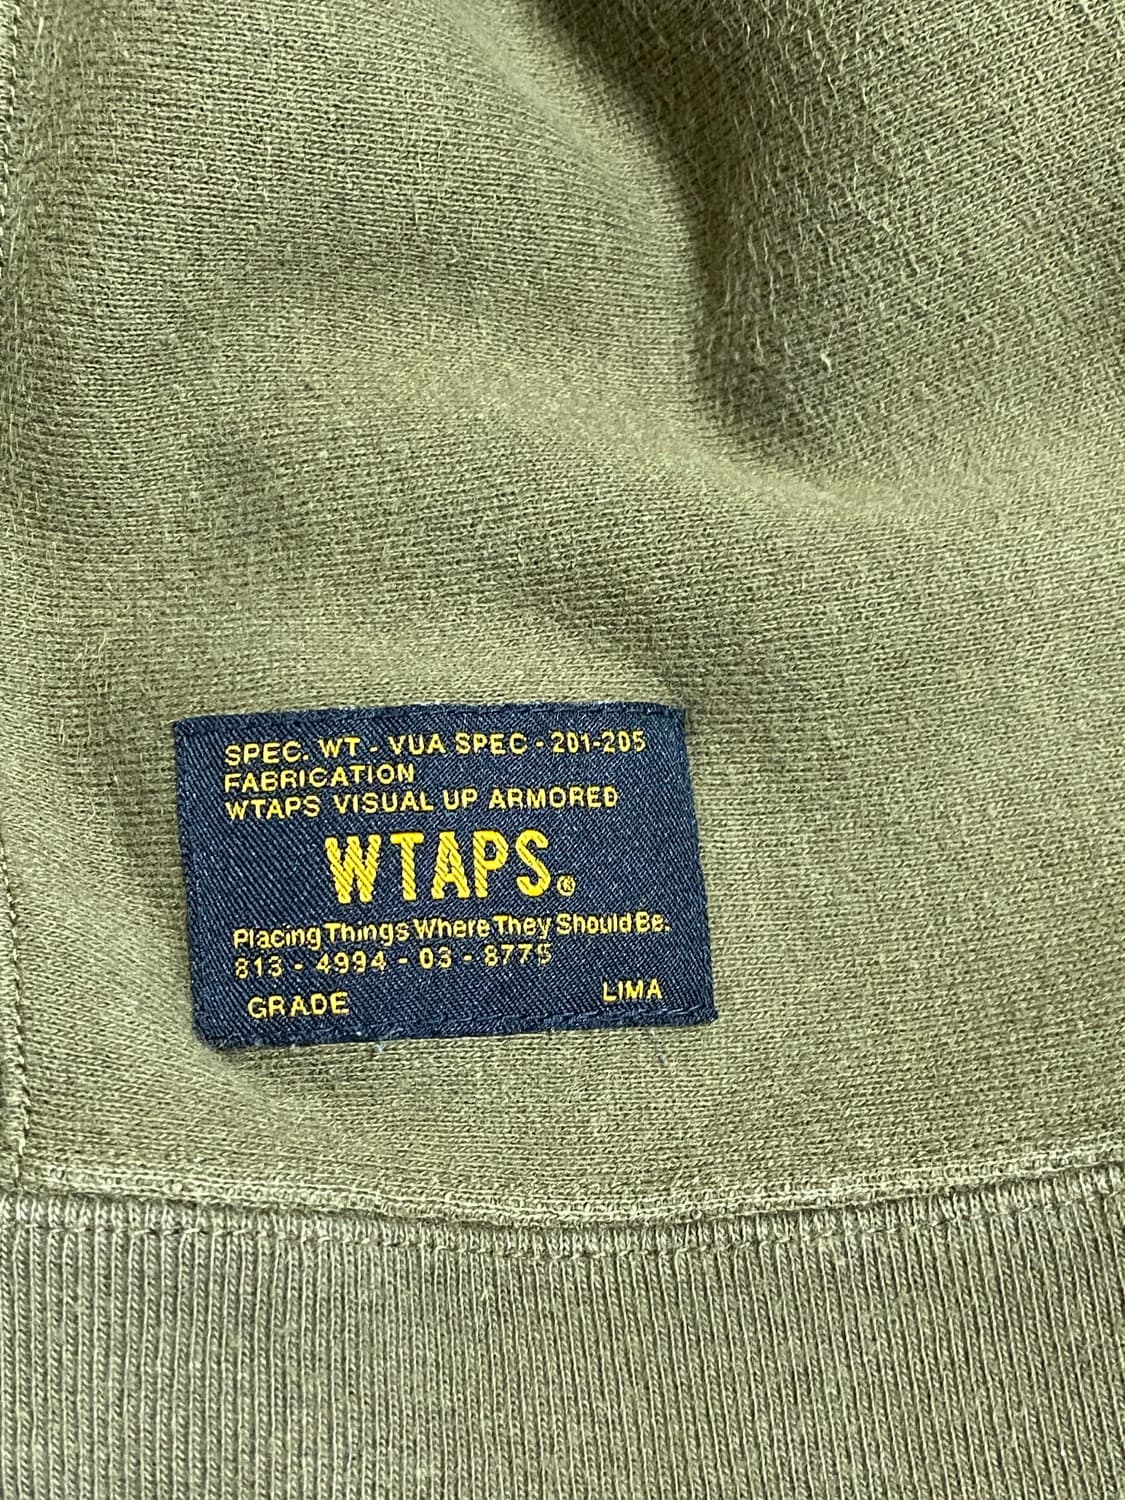 SPEC. WT - VUA SPEC - 201-205
FABRICATION
WTAPS VISUAL UP ARMORED
WTAPS®
Placing Things Where They Should Be.
813 - 4994 - 03 - 8775
GRADE LIMA